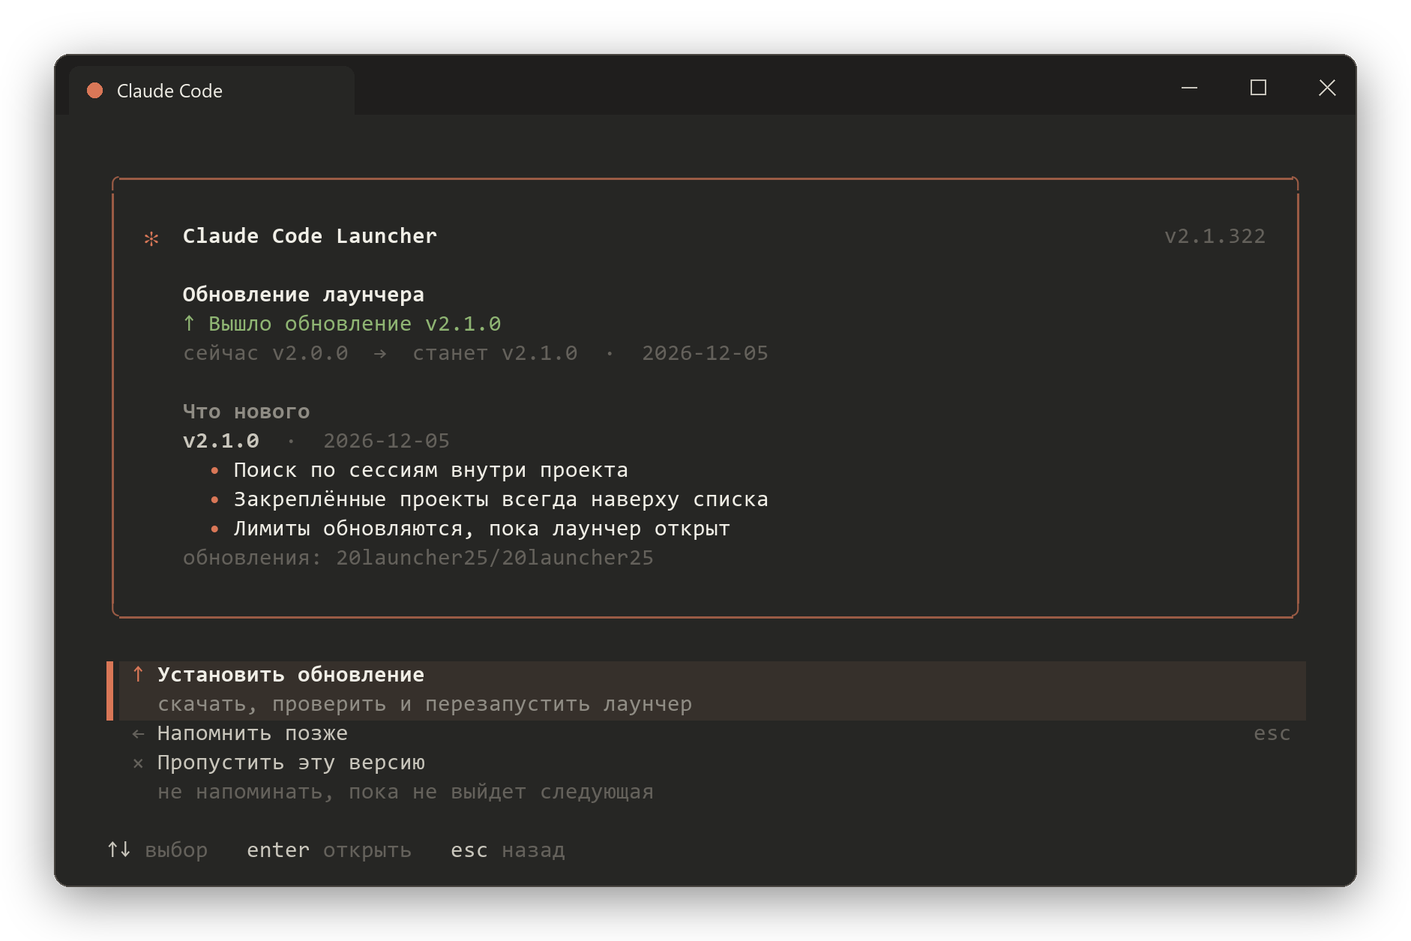 Claude Code
✻ Claude Code Launcher v2.1.322
Обновление лаунчера
↑ Вышло обновление v2.1.0
сейчас v2.0.0 → станет v2.1.0 · 2026-12-05
Что нового
v2.1.0 · 2026-12-05
• Поиск по сессиям внутри проекта
• Закреплённые проекты всегда наверху списка
• Лимиты обновляются, пока лаунчер открыт
обновления: 20launcher25/20launcher25
↑ Установить обновление
скачать, проверить и перезапустить лаунчер
← Напомнить позже esc
× Пропустить эту версию
не напоминать, пока не выйдет следующая
↑↓ выбор enter открыть esc назад